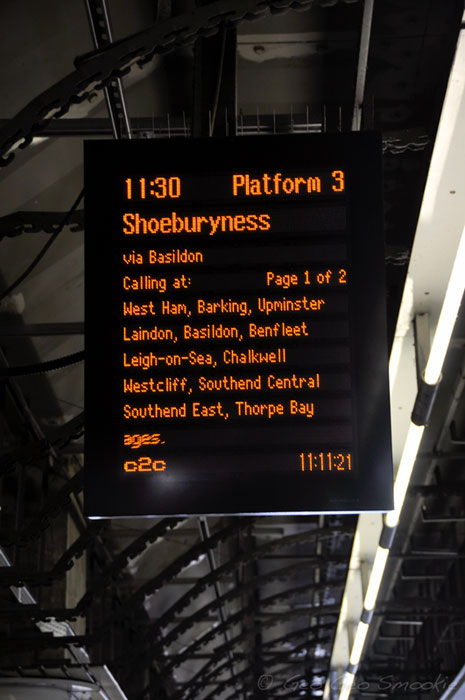 11:30 Platform 3
Shoeburyness
via Basildon
Calling at: Page 1 of 2
West Ham, Barking, Upminster
Laindon, Basildon, Benfleet
Leigh-on-Sea, Chalkwell
Westcliff, Southend Central
Southend East, Thorpe Bay
ages.
c2c 11:11:21